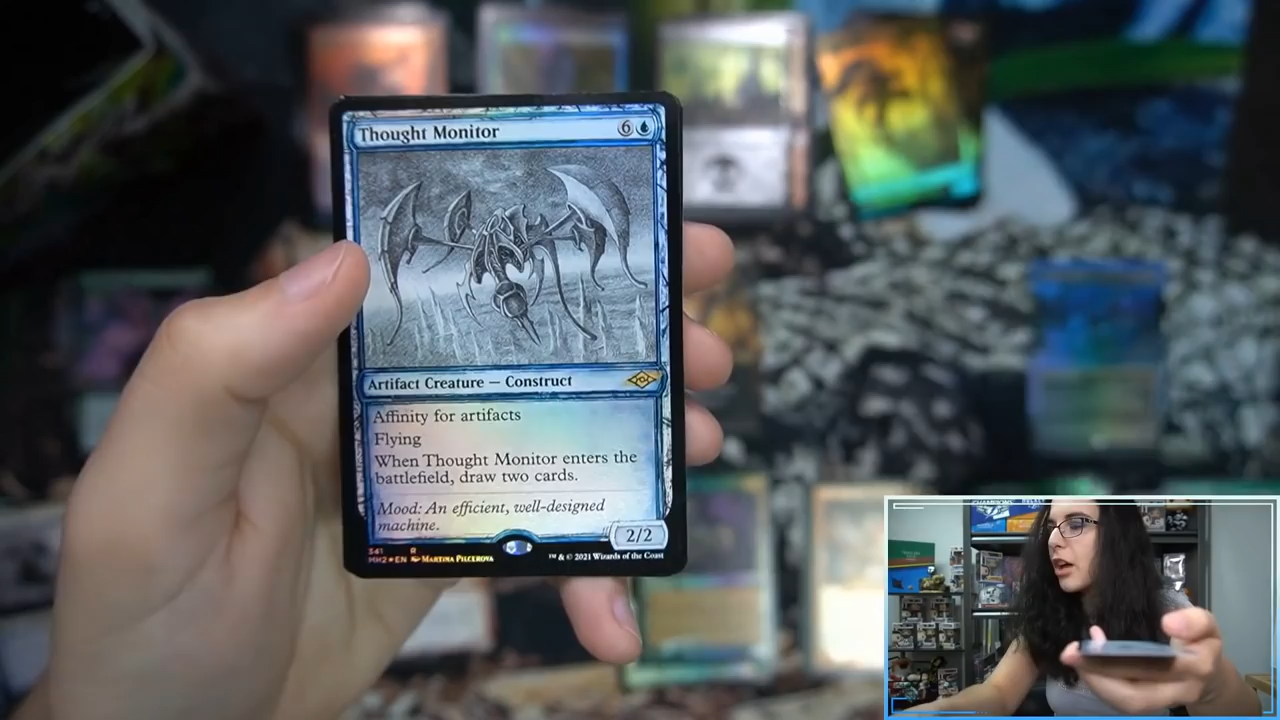 Thought Monitor
6
Artifact Creature — Construct
Affinity for artifacts
Flying
When Thought Monitor enters the
battlefield, draw two cards.
Mood: An efficient, well-designed
machine.
2/2
341 R
MH2 EN Martina Pilcerova
™ & © 2021 Wizards of the Coast